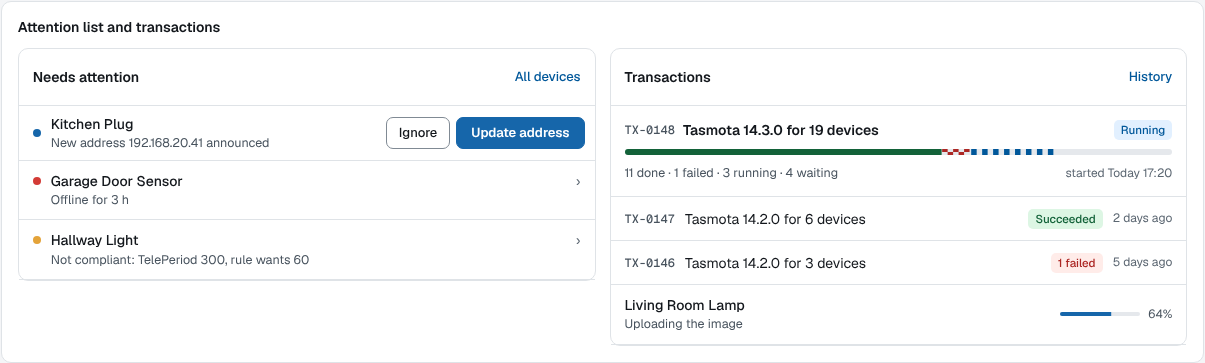 Attention list and transactions
Needs attention
All devices
Kitchen Plug
New address 192.168.20.41 announced
Ignore
Update address
Garage Door Sensor
Offline for 3 h
Hallway Light
Not compliant: TelePeriod 300, rule wants 60
Transactions
History
TX-0148 Tasmota 14.3.0 for 19 devices
Running
11 done · 1 failed · 3 running · 4 waiting
started Today 17:20
TX-0147 Tasmota 14.2.0 for 6 devices
Succeeded
2 days ago
TX-0146 Tasmota 14.2.0 for 3 devices
1 failed
5 days ago
Living Room Lamp
Uploading the image
64%